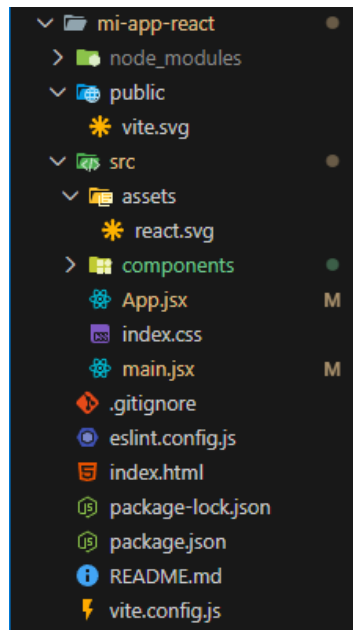 mi-app-react
node_modules
public
vite.svg
src
assets
react.svg
components
App.jsx M
index.css
main.jsx M
.gitignore
eslint.config.js
index.html
package-lock.json
package.json
README.md
vite.config.js